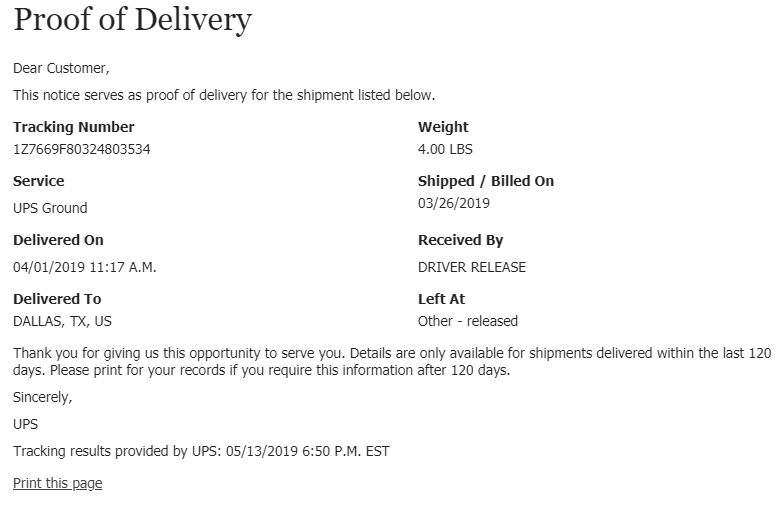 Proof of Delivery
Dear Customer,
This notice serves as proof of delivery for the shipment listed below.
Tracking Number
1Z7669F80324803534
Weight
4.00 LBS
Service
UPS Ground
Shipped / Billed On
03/26/2019
Delivered On
04/01/2019 11:17 A.M.
Received By
DRIVER RELEASE
Delivered To
DALLAS, TX, US
Left At
Other - released
Thank you for giving us this opportunity to serve you. Details are only available for shipments delivered within the last 120
days. Please print for your records if you require this information after 120 days.
Sincerely,
UPS
Tracking results provided by UPS: 05/13/2019 6:50 P.M. EST
Print this page